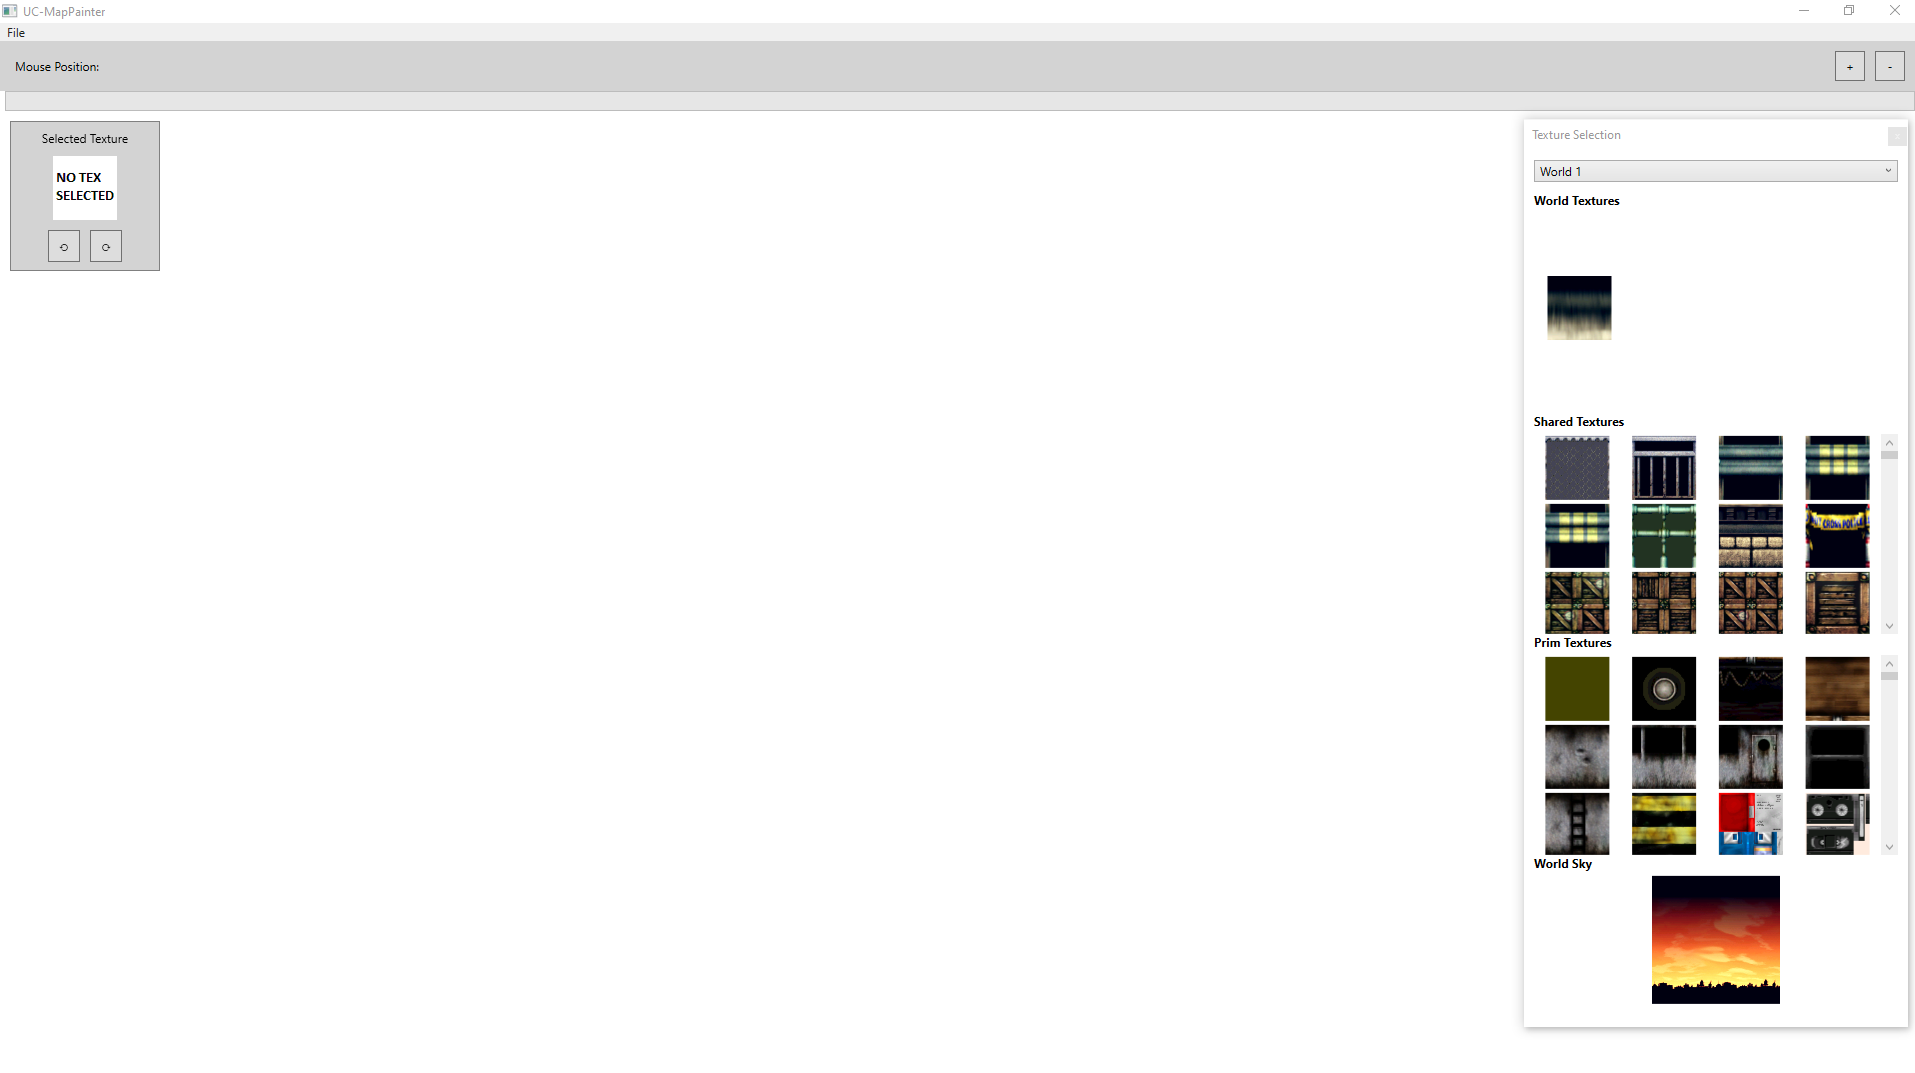 UC-MapPainter
File
Mouse Position:
+
-
Selected Texture
NO TEX
SELECTED
Texture Selection
World 1
World Textures
Shared Textures
Prim Textures
World Sky